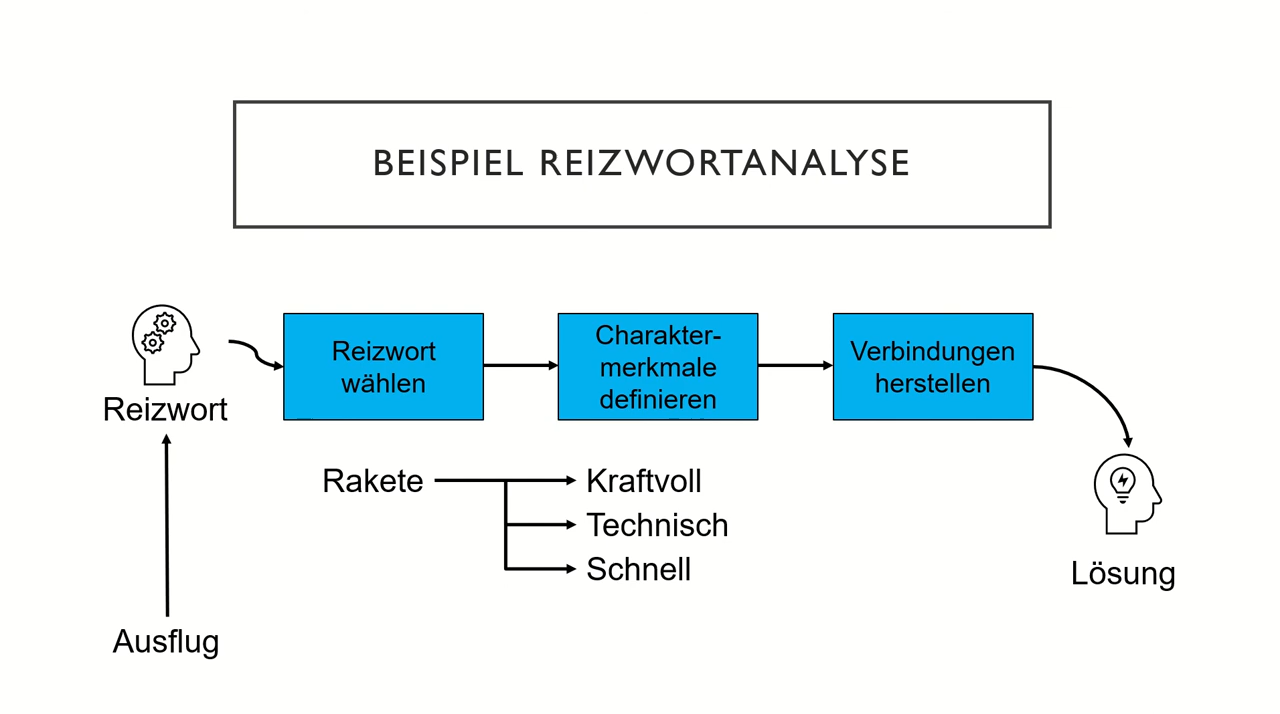 BEISPIEL REIZWORTANALYSE
Reizwort
Reizwort
wählen
Charakter-
merkmale
definieren
Verbindungen
herstellen
Rakete
Kraftvoll
Technisch
Schnell
Lösung
Ausflug